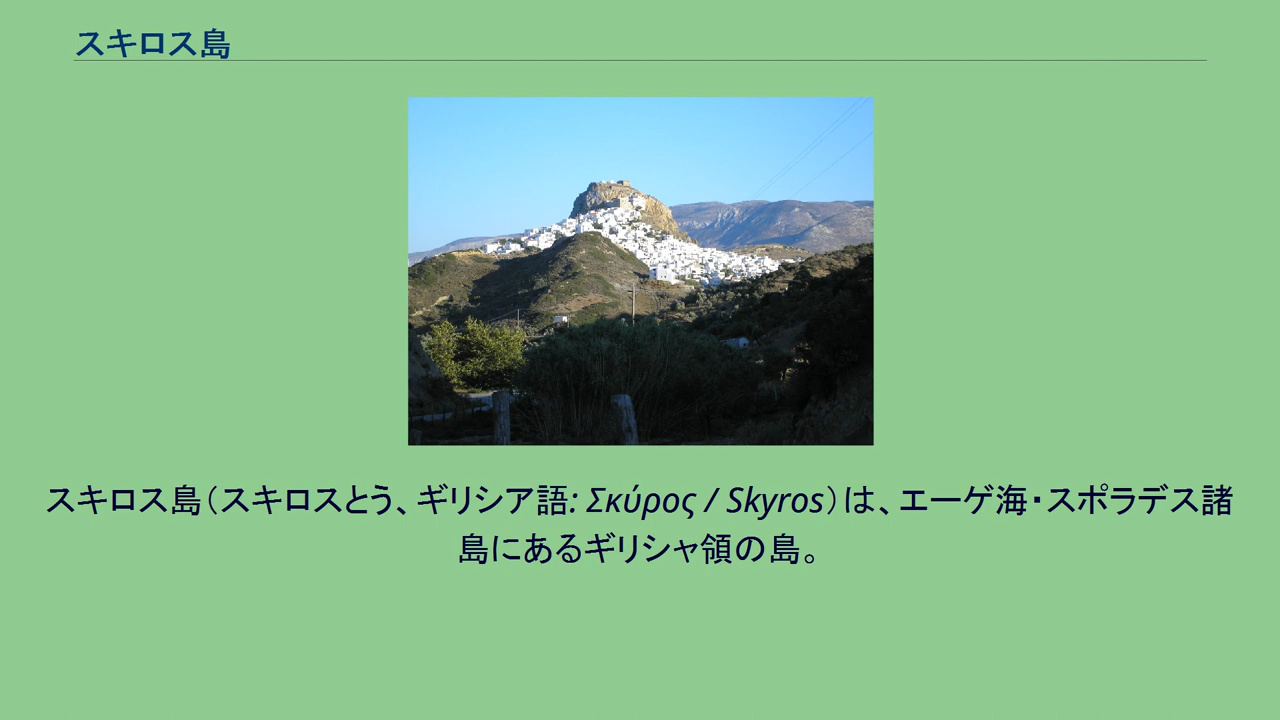 スキロス島
スキロス島（スキロスとう、ギリシア語: Σκύρος / Skyros）は、エーゲ海・スポラデス諸
島にあるギリシャ領の島。